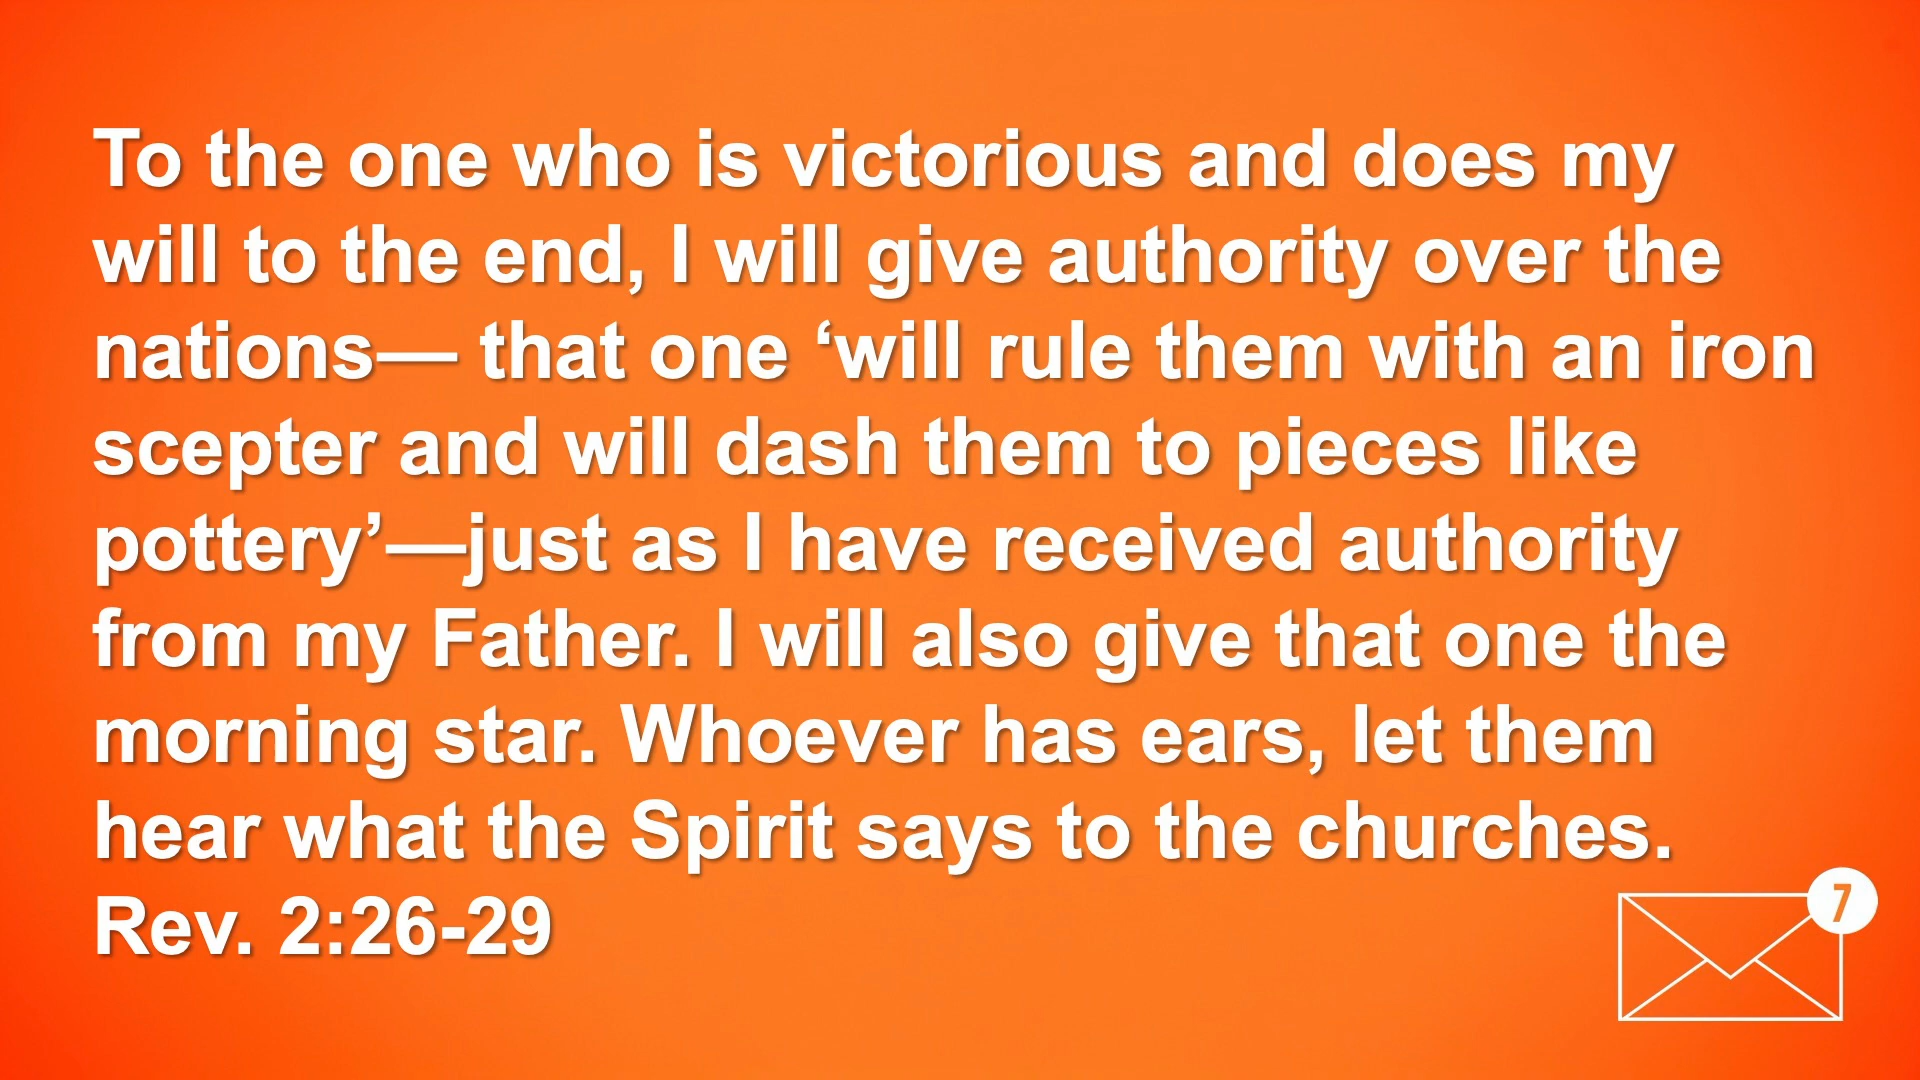 To the one who is victorious and does my
will to the end, I will give authority over the
nations— that one ‘will rule them with an iron
scepter and will dash them to pieces like
pottery’—just as I have received authority
from my Father. I will also give that one the
morning star. Whoever has ears, let them
hear what the Spirit says to the churches.
Rev. 2:26-29
7